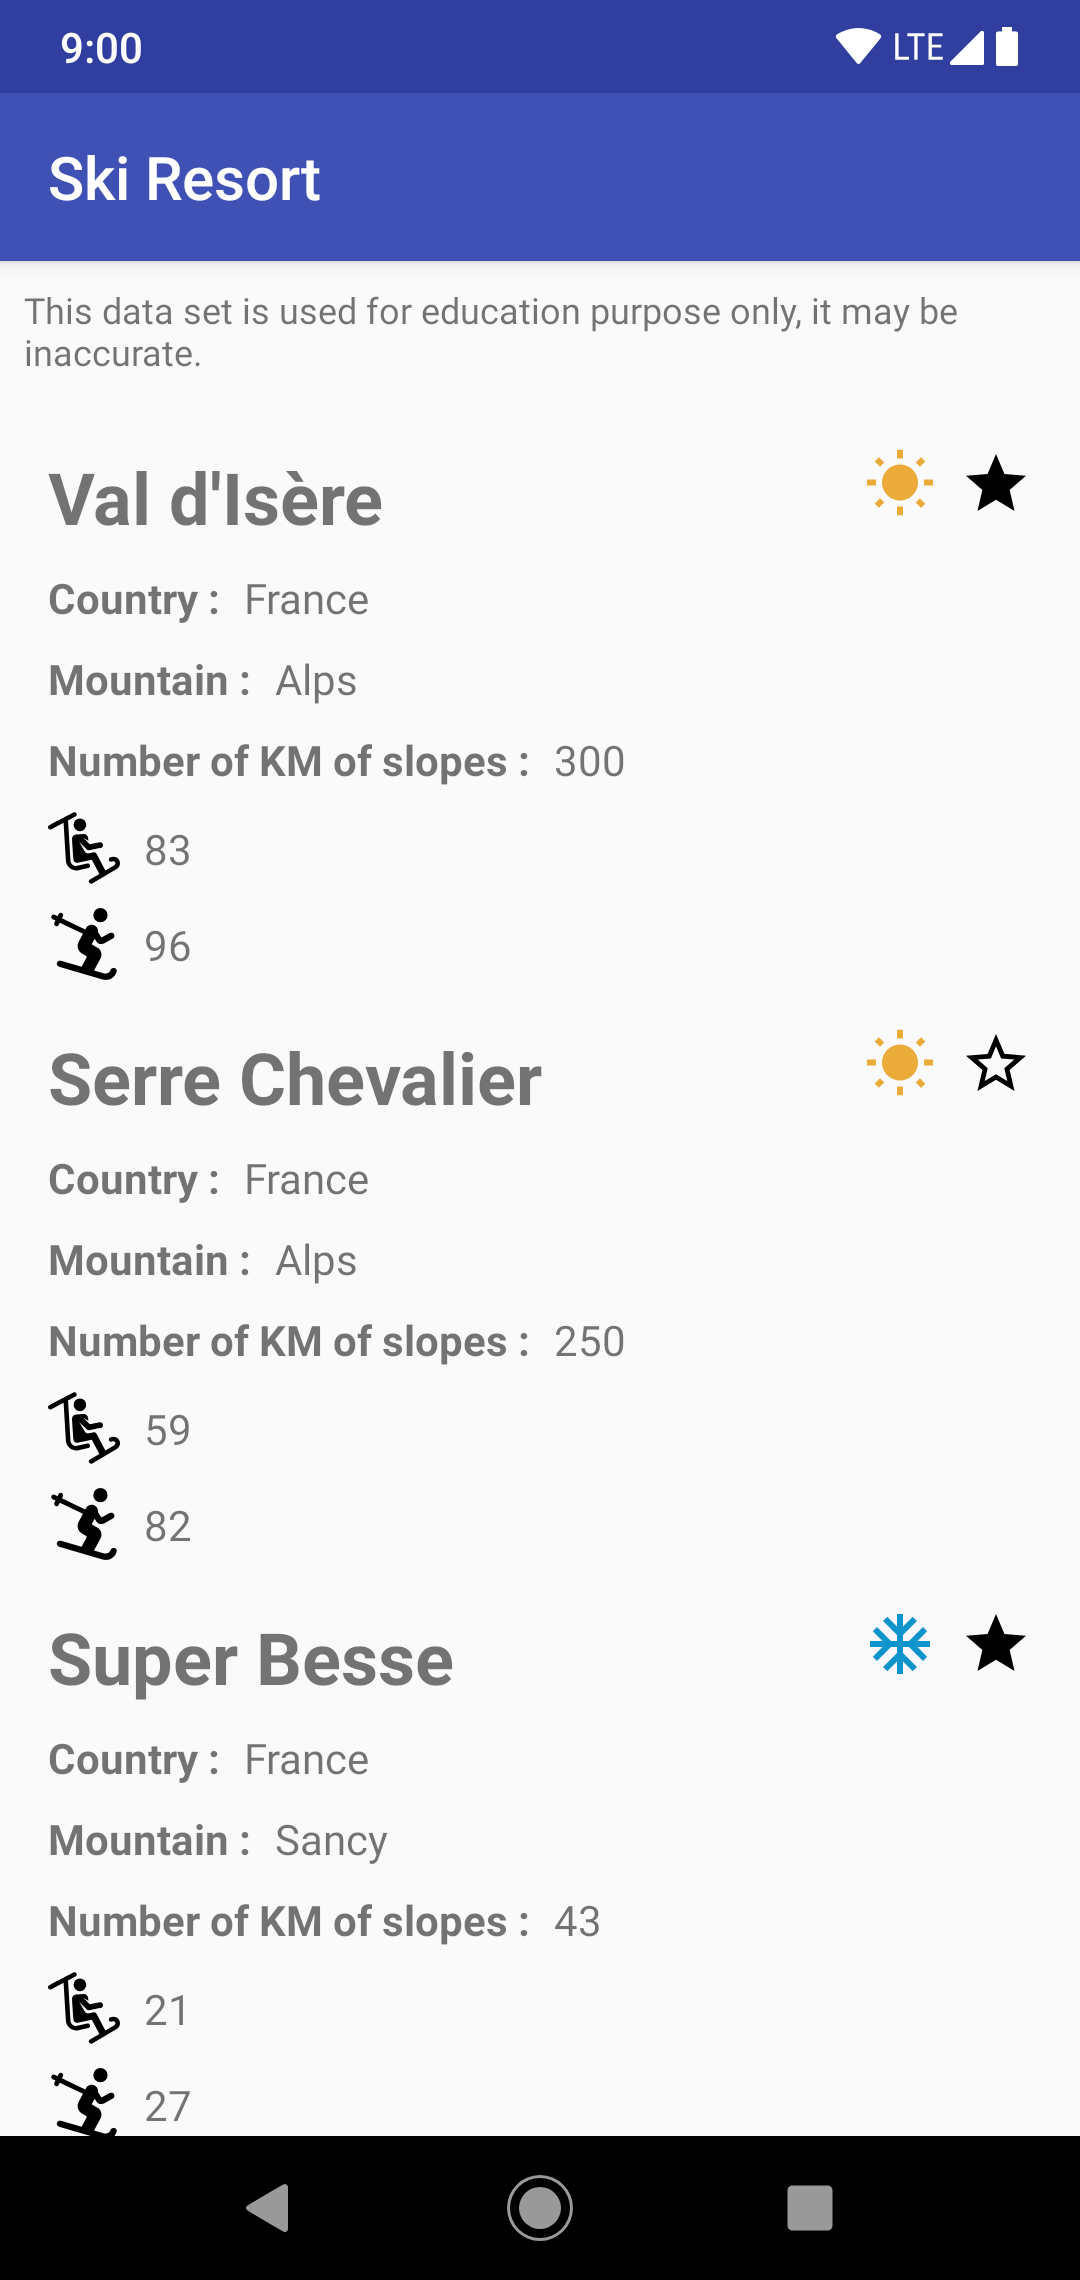 9:00
LTE
Ski Resort
This data set is used for education purpose only, it may be
inaccurate.
Val d'Isère
Country : France
Mountain : Alps
Number of KM of slopes : 300
83
96
Serre Chevalier
Country : France
Mountain : Alps
Number of KM of slopes : 250
59
82
Super Besse
Country : France
Mountain : Sancy
Number of KM of slopes : 43
21
27